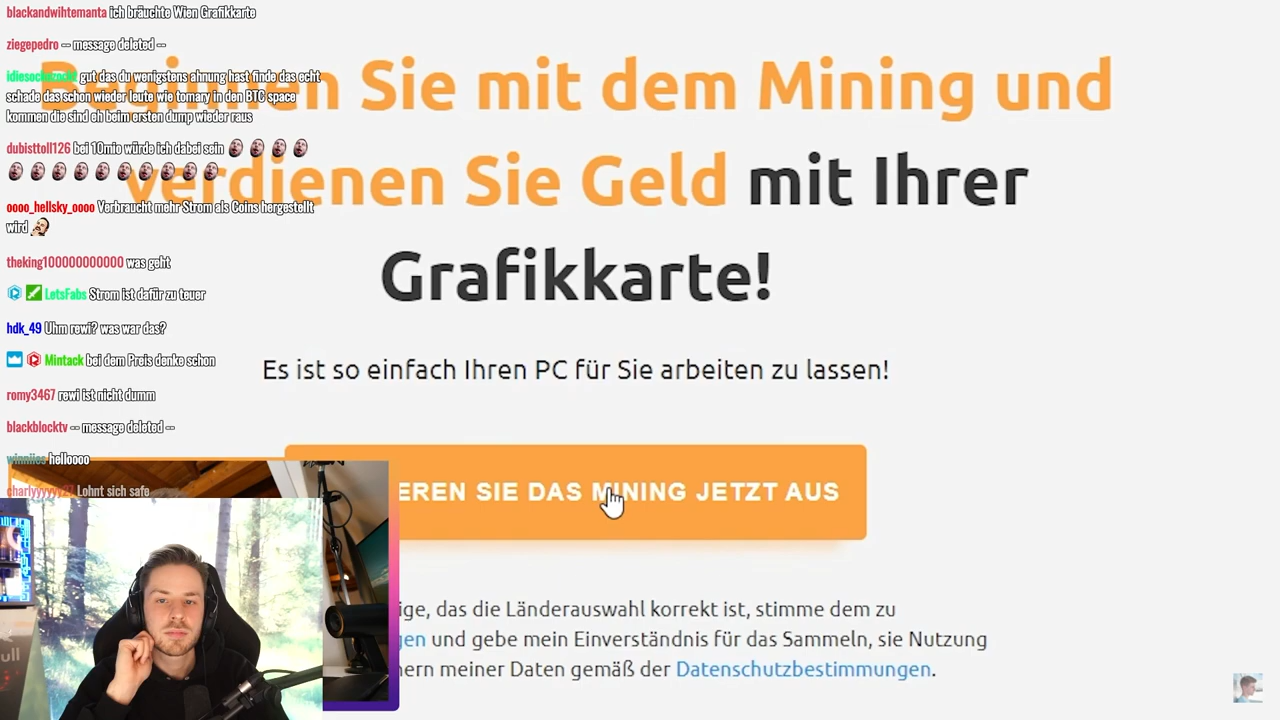 blackandwihtemanta ich bräuchte Wien Grafikkarte
ziegepedro -- message deleted --
gut das du wenigstens ahnung hast finde das echt
schade das schon wieder leute wie tomary in den BTC space
kommen die sind eh beim ersten dump wieder raus
dubisttoll126 bei 10mio würde ich dabei sein
oooo_hellsky_oooo Verbraucht mehr Strom als Coins hergestellt
wird
theking100000000000 was geht
LetsFabs Strom ist dafür zu teuer
hdk_49 Uhm rewi? was war das?
Mintack bei dem Preis denke schon
romy3467 rewi ist nicht dumm
blackblocktv -- message deleted --
helloooo
Lohnt sich safe
Beginnen Sie mit dem Mining und
verdienen Sie Geld mit Ihrer
Grafikkarte!
Es ist so einfach Ihren PC für Sie arbeiten zu lassen!
EREN SIE DAS MINING JETZT AUS
ige, das die Länderauswahl korrekt ist, stimme dem zu
gen und gebe mein Einverständnis für das Sammeln, sie Nutzung
ern meiner Daten gemäß der Datenschutzbestimmungen.